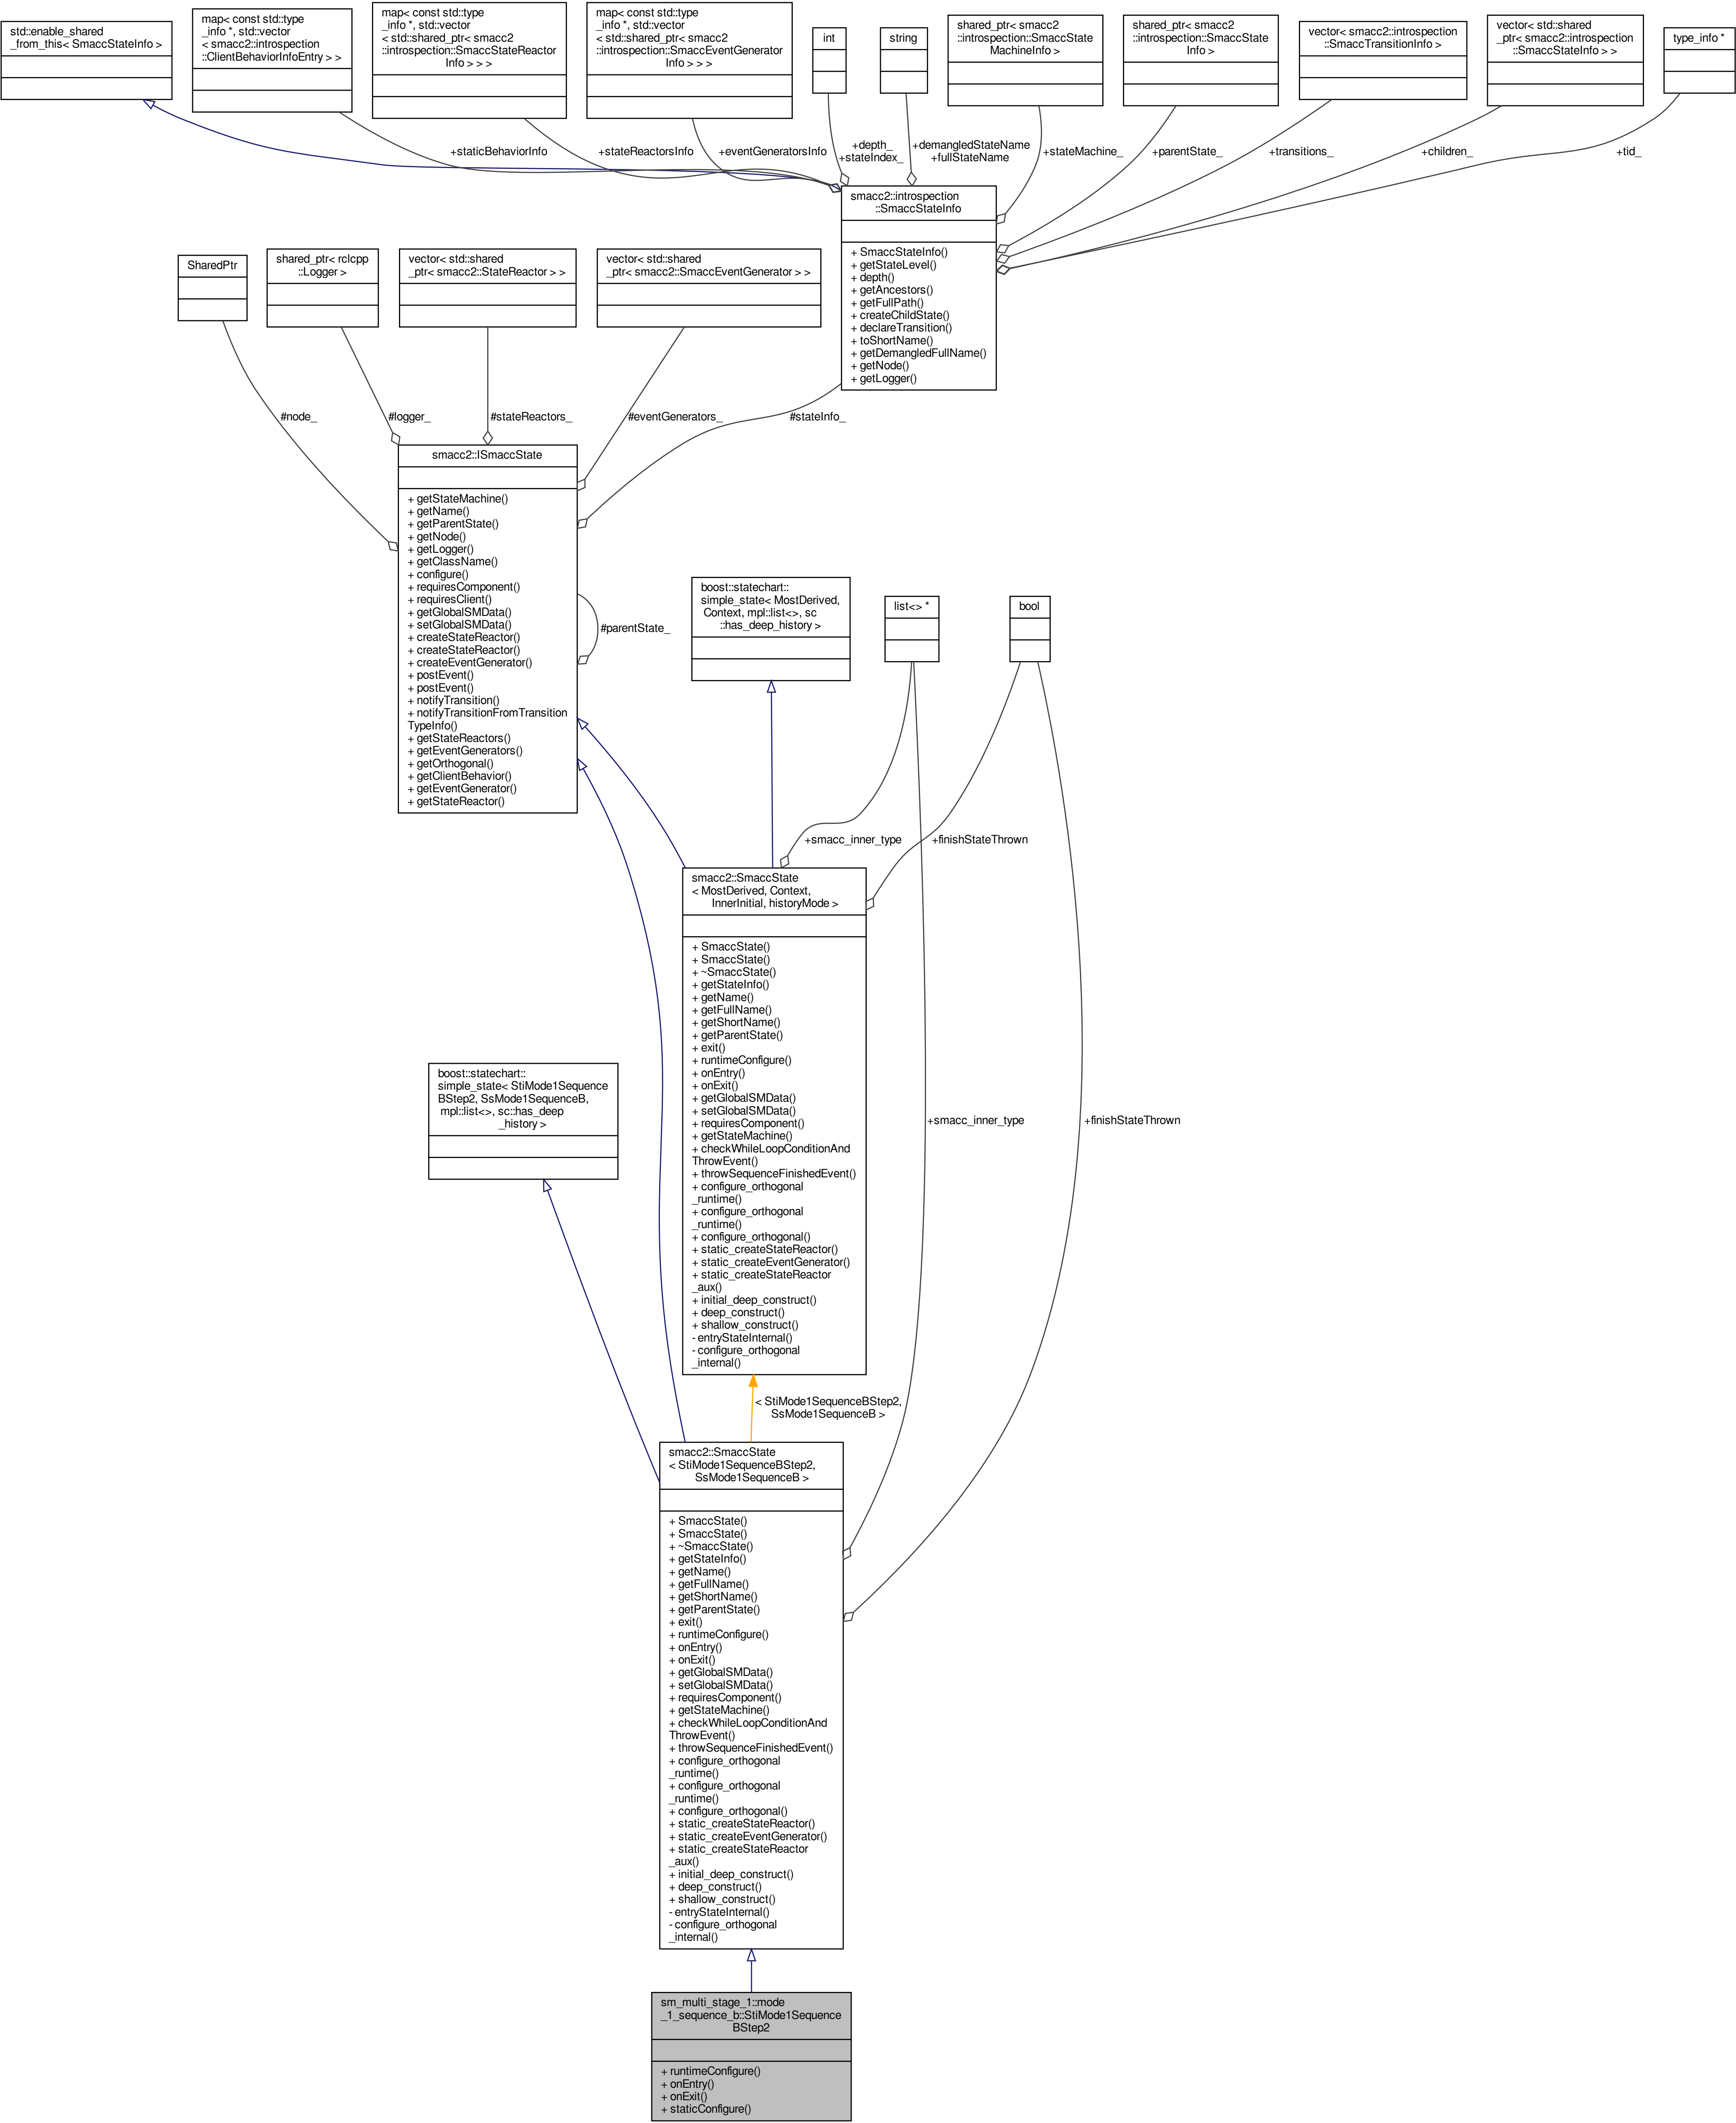 std::enable_shared
_from_this< SmaccStateInfo >
map< const std::type
_info *, std::vector
< smacc2::introspection
::ClientBehaviorInfoEntry > >
map< const std::type
_info *, std::vector
< std::shared_ptr< smacc2
::introspection::SmaccStateReactor
Info > > >
map< const std::type
_info *, std::vector
< std::shared_ptr< smacc2
::introspection::SmaccEventGenerator
Info > > >
int
string
shared_ptr< smacc2
::introspection::SmaccState
MachineInfo >
shared_ptr< smacc2
::introspection::SmaccState
Info >
vector< smacc2::introspection
::SmaccTransitionInfo >
vector< std::shared
_ptr< smacc2::introspection
::SmaccStateInfo > >
type_info *
+staticBehaviorInfo
+stateReactorsInfo
+eventGeneratorsInfo
+depth_
+stateIndex_
+demangledStateName
+fullStateName
+stateMachine_
+parentState_
+transitions_
+children_
+tid_
smacc2::introspection
::SmaccStateInfo
+ SmaccStateInfo()
+ getStateLevel()
+ depth()
+ getAncestors()
+ getFullPath()
+ createChildState()
+ declareTransition()
+ toShortName()
+ getDemangledFullName()
+ getNode()
+ getLogger()
SharedPtr
shared_ptr< rclcpp
::Logger >
vector< std::shared
_ptr< smacc2::StateReactor > >
vector< std::shared
_ptr< smacc2::SmaccEventGenerator > >
#node_
#logger_
#stateReactors_
#eventGenerators_
#stateInfo_
smacc2::ISmaccState
+ getStateMachine()
+ getName()
+ getParentState()
+ getNode()
+ getLogger()
+ getClassName()
+ configure()
+ requiresComponent()
+ requiresClient()
+ getGlobalSMData()
+ setGlobalSMData()
+ createStateReactor()
+ createStateReactor()
+ createEventGenerator()
+ postEvent()
+ postEvent()
+ notifyTransition()
+ notifyTransitionFromTransition
TypeInfo()
+ getStateReactors()
+ getEventGenerators()
+ getOrthogonal()
+ getClientBehavior()
+ getEventGenerator()
+ getStateReactor()
#parentState_
boost::statechart::
simple_state< MostDerived,
Context, mpl::list<>, sc
::has_deep_history >
list<> *
bool
+smacc_inner_type
+finishStateThrown
smacc2::SmaccState
< MostDerived, Context,
InnerInitial, historyMode >
+ SmaccState()
+ SmaccState()
+ ~SmaccState()
+ getStateInfo()
+ getName()
+ getFullName()
+ getShortName()
+ getParentState()
+ exit()
+ runtimeConfigure()
+ onEntry()
+ onExit()
+ getGlobalSMData()
+ setGlobalSMData()
+ requiresComponent()
+ getStateMachine()
+ checkWhileLoopConditionAnd
ThrowEvent()
+ throwSequenceFinishedEvent()
+ configure_orthogonal
_runtime()
+ configure_orthogonal
_runtime()
+ configure_orthogonal()
+ static_createStateReactor()
+ static_createEventGenerator()
+ static_createStateReactor
_aux()
+ initial_deep_construct()
+ deep_construct()
+ shallow_construct()
- entryStateInternal()
- configure_orthogonal
_internal()
boost::statechart::
simple_state< StiMode1Sequence
BStep2, SsMode1SequenceB,
mpl::list<>, sc::has_deep
_history >
+smacc_inner_type
+finishStateThrown
< StiMode1SequenceBStep2,
SsMode1SequenceB >
smacc2::SmaccState
< StiMode1SequenceBStep2,
SsMode1SequenceB >
+ SmaccState()
+ SmaccState()
+ ~SmaccState()
+ getStateInfo()
+ getName()
+ getFullName()
+ getShortName()
+ getParentState()
+ exit()
+ runtimeConfigure()
+ onEntry()
+ onExit()
+ getGlobalSMData()
+ setGlobalSMData()
+ requiresComponent()
+ getStateMachine()
+ checkWhileLoopConditionAnd
ThrowEvent()
+ throwSequenceFinishedEvent()
+ configure_orthogonal
_runtime()
+ configure_orthogonal
_runtime()
+ configure_orthogonal()
+ static_createStateReactor()
+ static_createEventGenerator()
+ static_createStateReactor
_aux()
+ initial_deep_construct()
+ deep_construct()
+ shallow_construct()
- entryStateInternal()
- configure_orthogonal
_internal()
sm_multi_stage_1::mode
_1_sequence_b::StiMode1Sequence
BStep2
+ runtimeConfigure()
+ onEntry()
+ onExit()
+ staticConfigure()